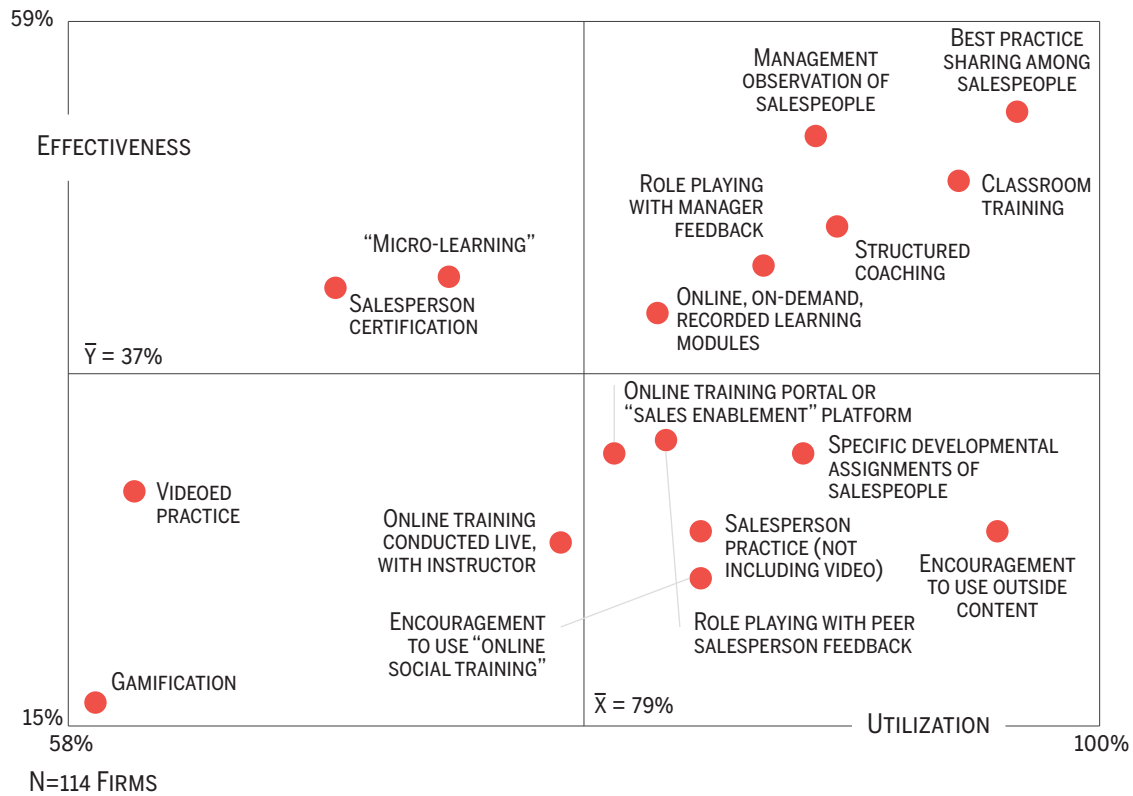 59%
EFFECTIVENESS
BEST PRACTICE
SHARING AMONG
SALESPEOPLE
MANAGEMENT
OBSERVATION OF
SALESPEOPLE
ROLE PLAYING
WITH MANAGER
FEEDBACK
CLASSROOM
TRAINING
STRUCTURED
COACHING
“MICRO-LEARNING”
SALESPERSON
CERTIFICATION
ONLINE, ON-DEMAND,
RECORDED LEARNING
MODULES
Y̅ = 37%
ONLINE TRAINING PORTAL OR
“SALES ENABLEMENT” PLATFORM
SPECIFIC DEVELOPMENTAL
ASSIGNMENTS OF
SALESPEOPLE
VIDEOED
PRACTICE
ONLINE TRAINING
CONDUCTED LIVE,
WITH INSTRUCTOR
SALESPERSON
PRACTICE (NOT
INCLUDING VIDEO)
ENCOURAGEMENT
TO USE OUTSIDE
CONTENT
ENCOURAGEMENT
TO USE “ONLINE
SOCIAL TRAINING”
ROLE PLAYING WITH PEER
SALESPERSON FEEDBACK
GAMIFICATION
X̅ = 79%
UTILIZATION
15%
58%
100%
N=114 FIRMS